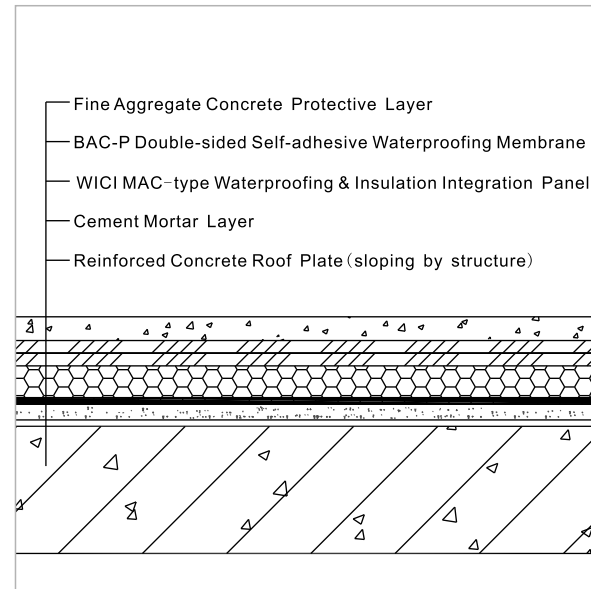 Fine Aggregate Concrete Protective Layer
BAC-P Double-sided Self-adhesive Waterproofing Membrane
WICI MAC-type Waterproofing & Insulation Integration Panel
Cement Mortar Layer
Reinforced Concrete Roof Plate (sloping by structure)